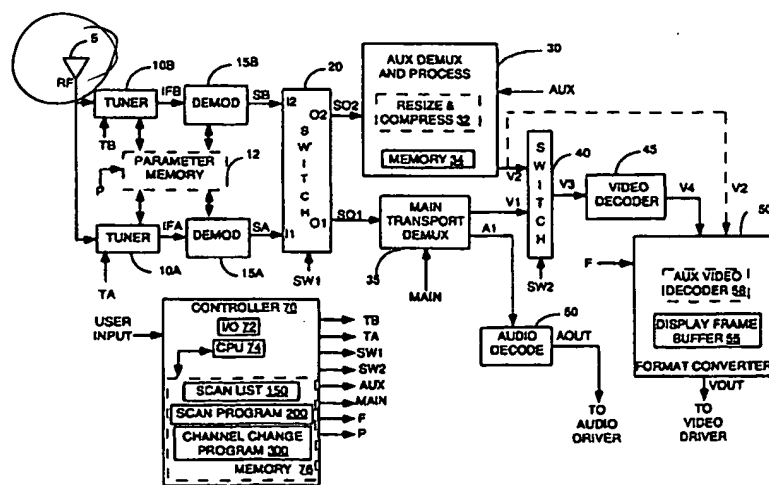 5
RF
10B
TUNER
TB
IFB
15B
DEMOD
SB
20
I2
O2
SWITCH
I1
O1
SW1
SO2
SO1
30
AUX DEMUX
AND PROCESS
RESIZE &
COMPRESS 32
MEMORY 34
AUX
V2
PARAMETER
MEMORY
12
P
TUNER
10A
TA
IFA
DEMOD
15A
SA
MAIN
TRANSPORT
DEMUX
35
MAIN
V1
A1
SWITCH
40
SW2
V3
45
VIDEO
DECODER
V4
V2
50
F
AUX VIDEO
DECODER 58
DISPLAY FRAME
BUFFER 55
FORMAT CONVERTER
VOUT
TO
VIDEO
DRIVER
60
AUDIO
DECODE
AOUT
TO
AUDIO
DRIVER
USER
INPUT
CONTROLLER 70
I/O 72
CPU 74
SCAN LIST 150
SCAN PROGRAM 200
CHANNEL CHANGE
PROGRAM 300
MEMORY 76
TB
TA
SW1
SW2
AUX
MAIN
F
P